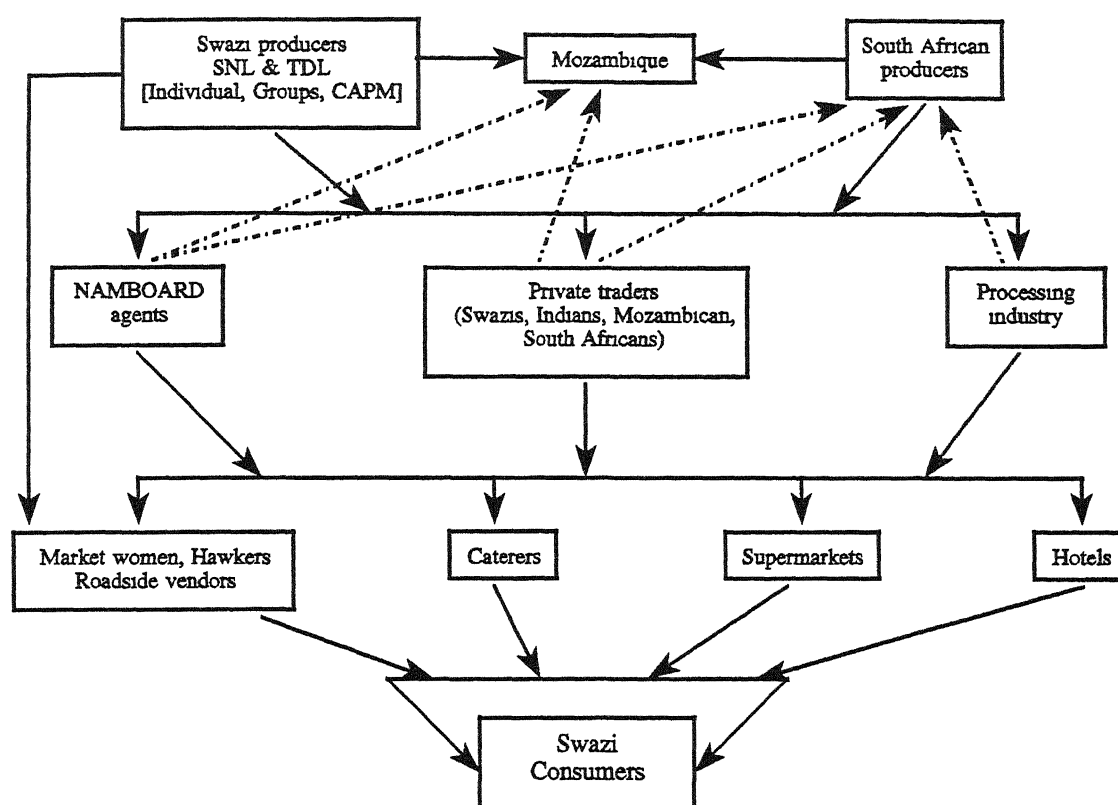 Swazi producers
SNL & TDL
[Individual, Groups, CAPM]
Mozambique
South African
producers
NAMBOARD
agents
Private traders
(Swazis, Indians, Mozambican,
South Africans)
Processing
industry
Market women, Hawkers
Roadside vendors
Caterers
Supermarkets
Hotels
Swazi
Consumers